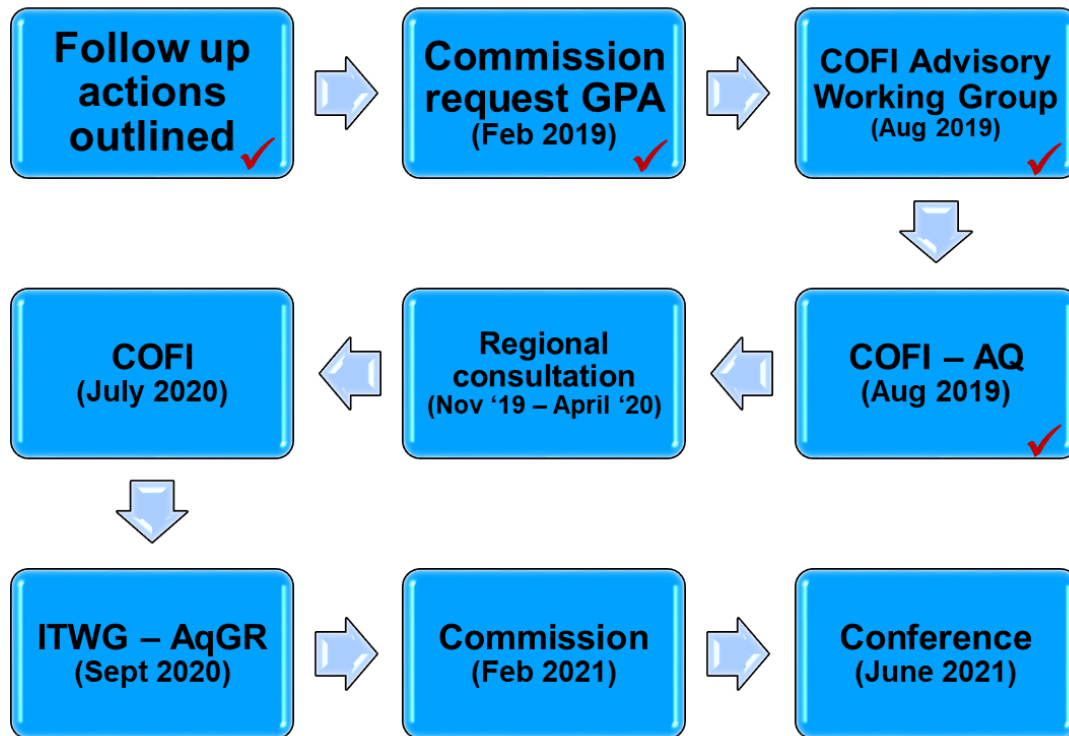 Follow up
actions
outlined
Commission
request GPA
(Feb 2019)
COFI Advisory
Working Group
(Aug 2019)
COFI – AQ
(Aug 2019)
Regional
consultation
(Nov ‘19 – April ‘20)
COFI
(July 2020)
ITWG – AqGR
(Sept 2020)
Commission
(Feb 2021)
Conference
(June 2021)